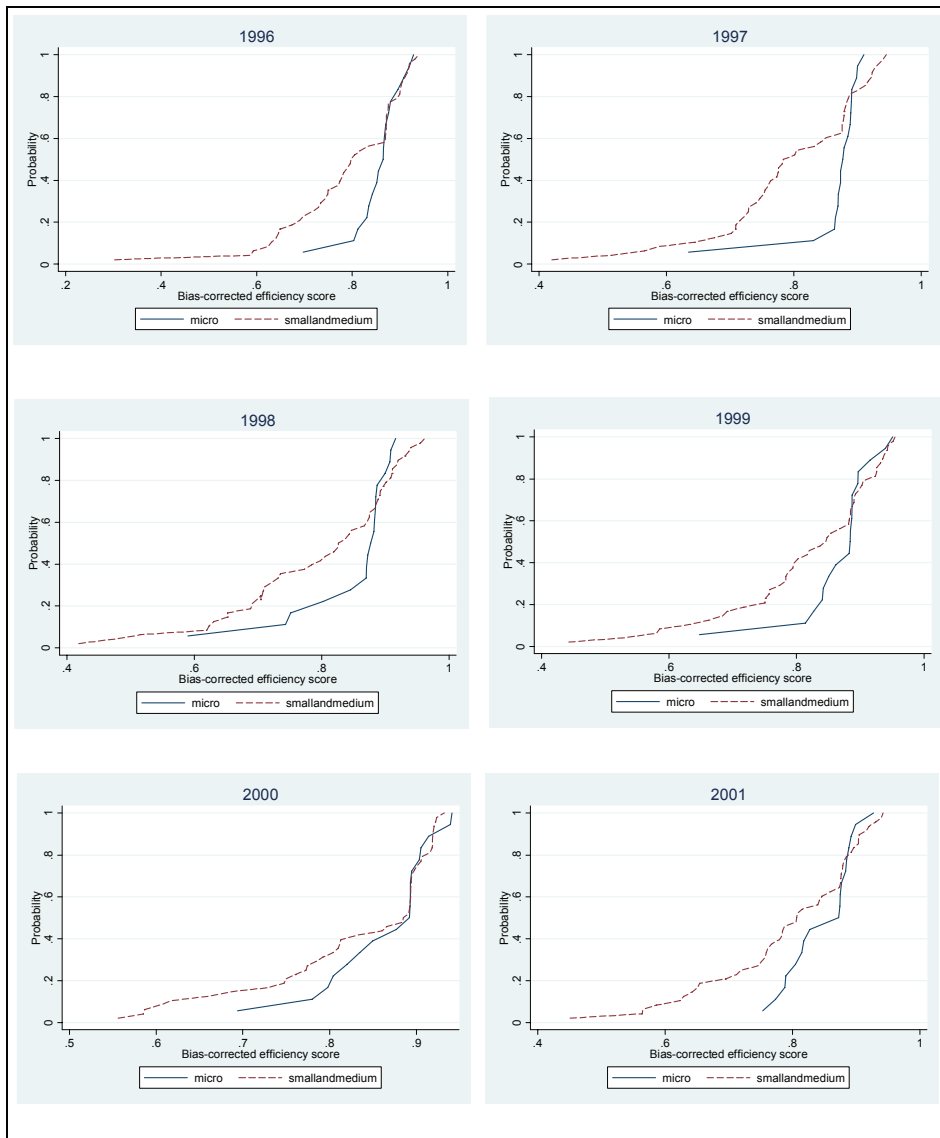 1996
Probability
0 .2 .4 .6 .8 1
.2 .4 .6 .8 1
Bias-corrected efficiency score
micro smallandmedium
1997
Probability
0 .2 .4 .6 .8 1
.4 .6 .8 1
Bias-corrected efficiency score
micro smallandmedium
1998
Probability
0 .2 .4 .6 .8 1
.4 .6 .8 1
Bias-corrected efficiency score
micro smallandmedium
1999
Probability
0 .2 .4 .6 .8 1
.4 .6 .8 1
Bias-corrected efficiency score
micro smallandmedium
2000
Probability
0 .2 .4 .6 .8 1
.5 .6 .7 .8 .9
Bias-corrected efficiency score
micro smallandmedium
2001
Probability
0 .2 .4 .6 .8 1
.4 .6 .8 1
Bias-corrected efficiency score
micro smallandmedium